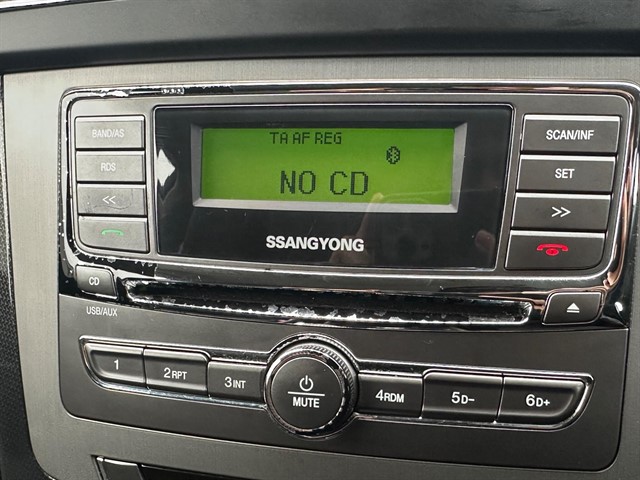 TA AF REG
NO CD
SSANGYONG
BAND/AS
RDS
<<
SCAN/INF
SET
>>
CD
USB/AUX
1
2RPT
3INT
MUTE
4RDM
5D-
6D+